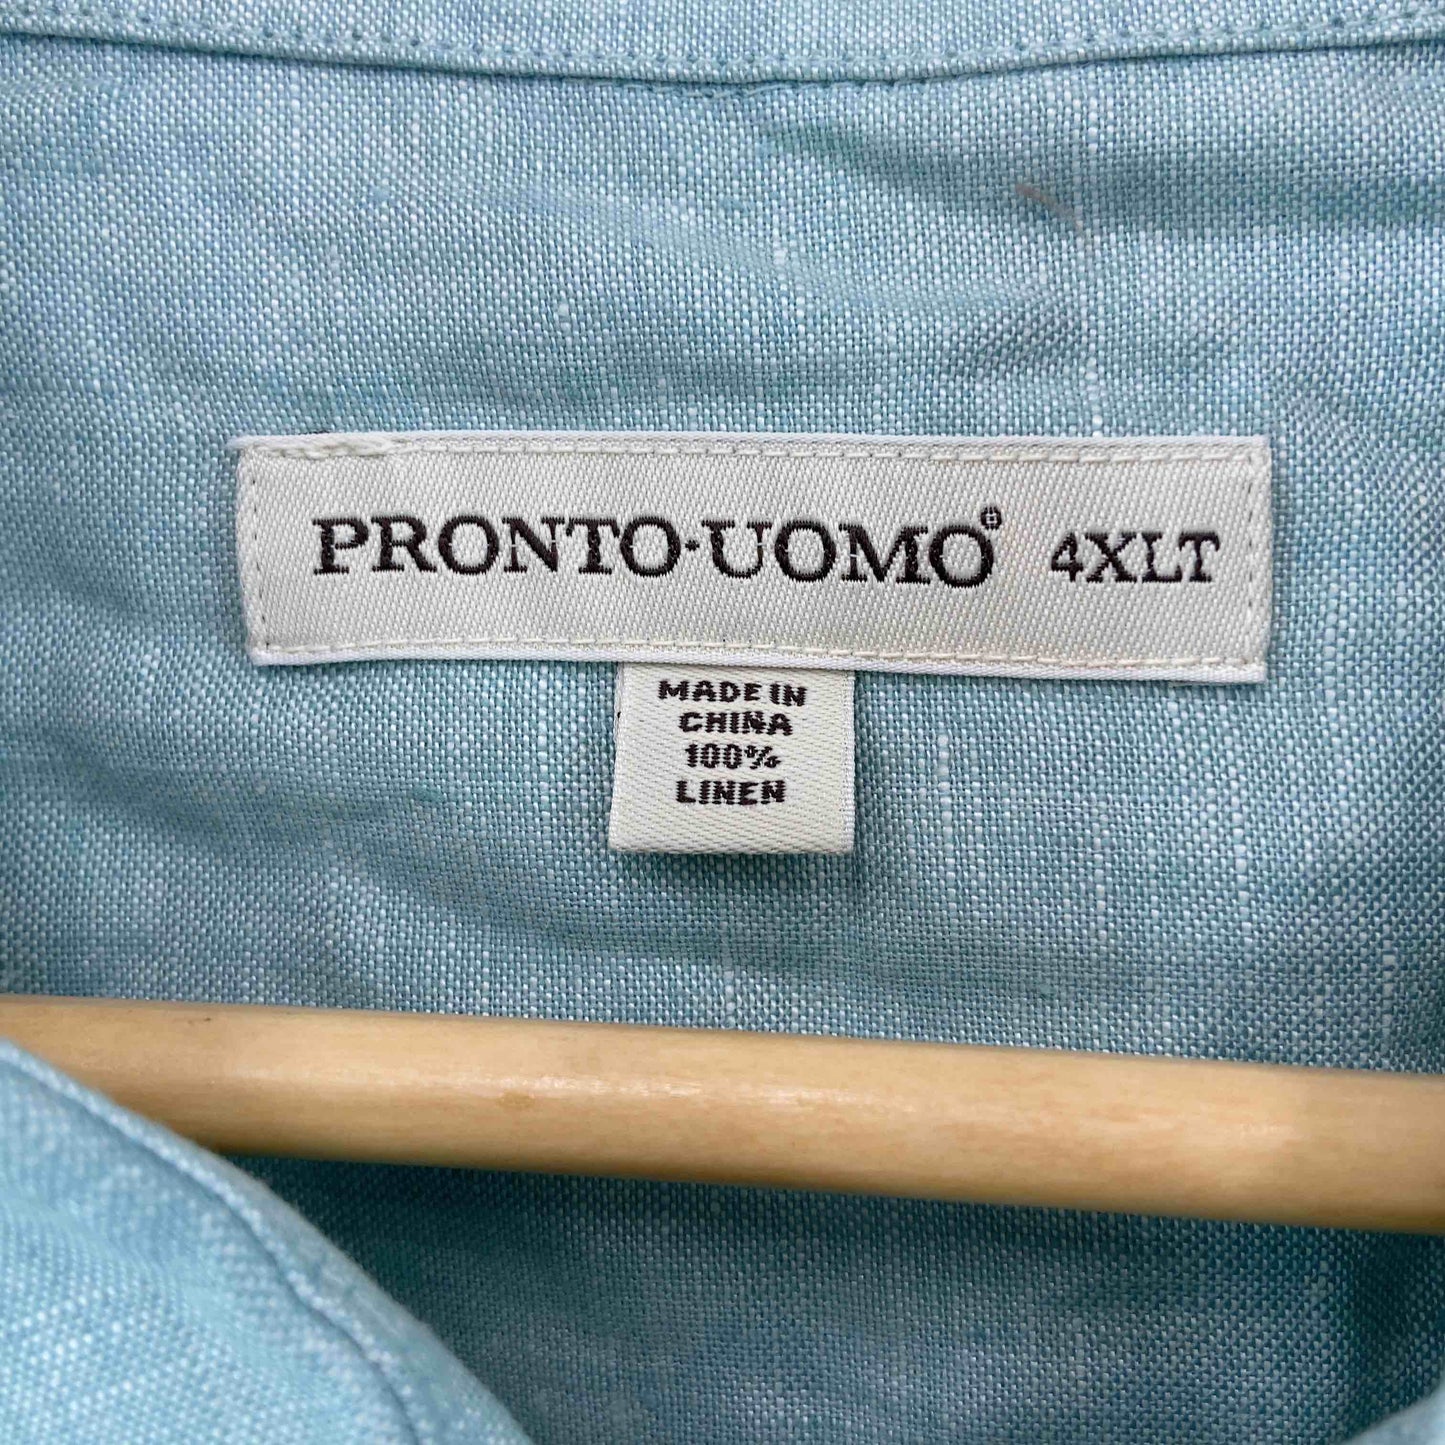 PRONTO·UOMO® 4XLT
MADE IN
CHINA
100%
LINEN